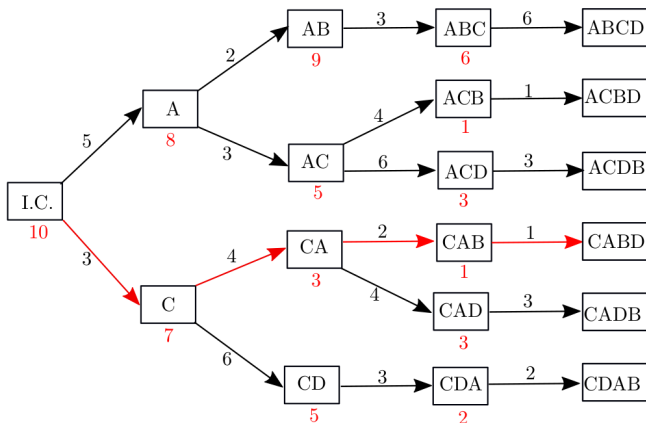 AB 3 ABC 6 ABCD
9 6
2
A
8
5
3
AC
5
4
ACB 1 ACBD
1
6
ACD 3 ACDB
3
I.C.
10
3
C
7
4
CA
3
2
CAB 1 CABD
1
4
CAD 3 CADB
3
6
CD 3 CDA 2 CDAB
5 2